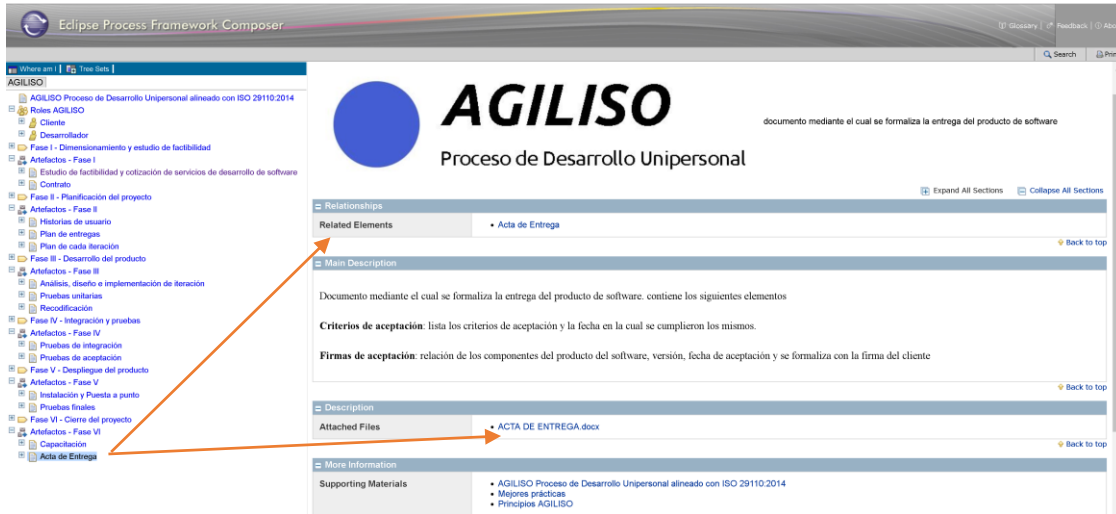 Eclipse Process Framework Composer
Glossary | Feedback |
Search
Where am I | Tree Sets |
AGILISO
AGILISO Proceso de Desarrollo Unipersonal alineado con ISO 29110:2014
Roles AGILISO
Cliente
Desarrollador
Fase I - Dimensionamiento y estudio de factibilidad
Artefactos - Fase I
Estudio de factibilidad y cotización de servicios de desarrollo de software
Contrato
Fase II - Planificación del proyecto
Artefactos - Fase II
Historias de usuario
Plan de entregas
Plan de cada iteración
Fase III - Desarrollo del producto
Artefactos - Fase III
Análisis, diseño e implementación de iteración
Pruebas unitarias
Recodificación
Fase IV - Integración y pruebas
Artefactos - Fase IV
Pruebas de integración
Pruebas de aceptación
Fase V - Despliegue del producto
Artefactos - Fase V
Instalación y Puesta a punto
Pruebas finales
Fase VI - Cierre del proyecto
Artefactos - Fase VI
Capacitación
Acta de Entrega
AGILISO
Proceso de Desarrollo Unipersonal
documento mediante el cual se formaliza la entrega del producto de software
Expand All Sections Collapse All Sections
Relationships
Related Elements • Acta de Entrega
Back to top
Main Description
Documento mediante el cual se formaliza la entrega del producto de software. contiene los siguientes elementos
Criterios de aceptación: lista los criterios de aceptación y la fecha en la cual se cumplieron los mismos.
Firmas de aceptación: relación de los componentes del producto del software, versión, fecha de aceptación y se formaliza con la firma del cliente
Back to top
Description
Attached Files • ACTA DE ENTREGA.docx
Back to top
More Information
Supporting Materials • AGILISO Proceso de Desarrollo Unipersonal alineado con ISO 29110:2014
• Mejores prácticas
• Principios AGILISO